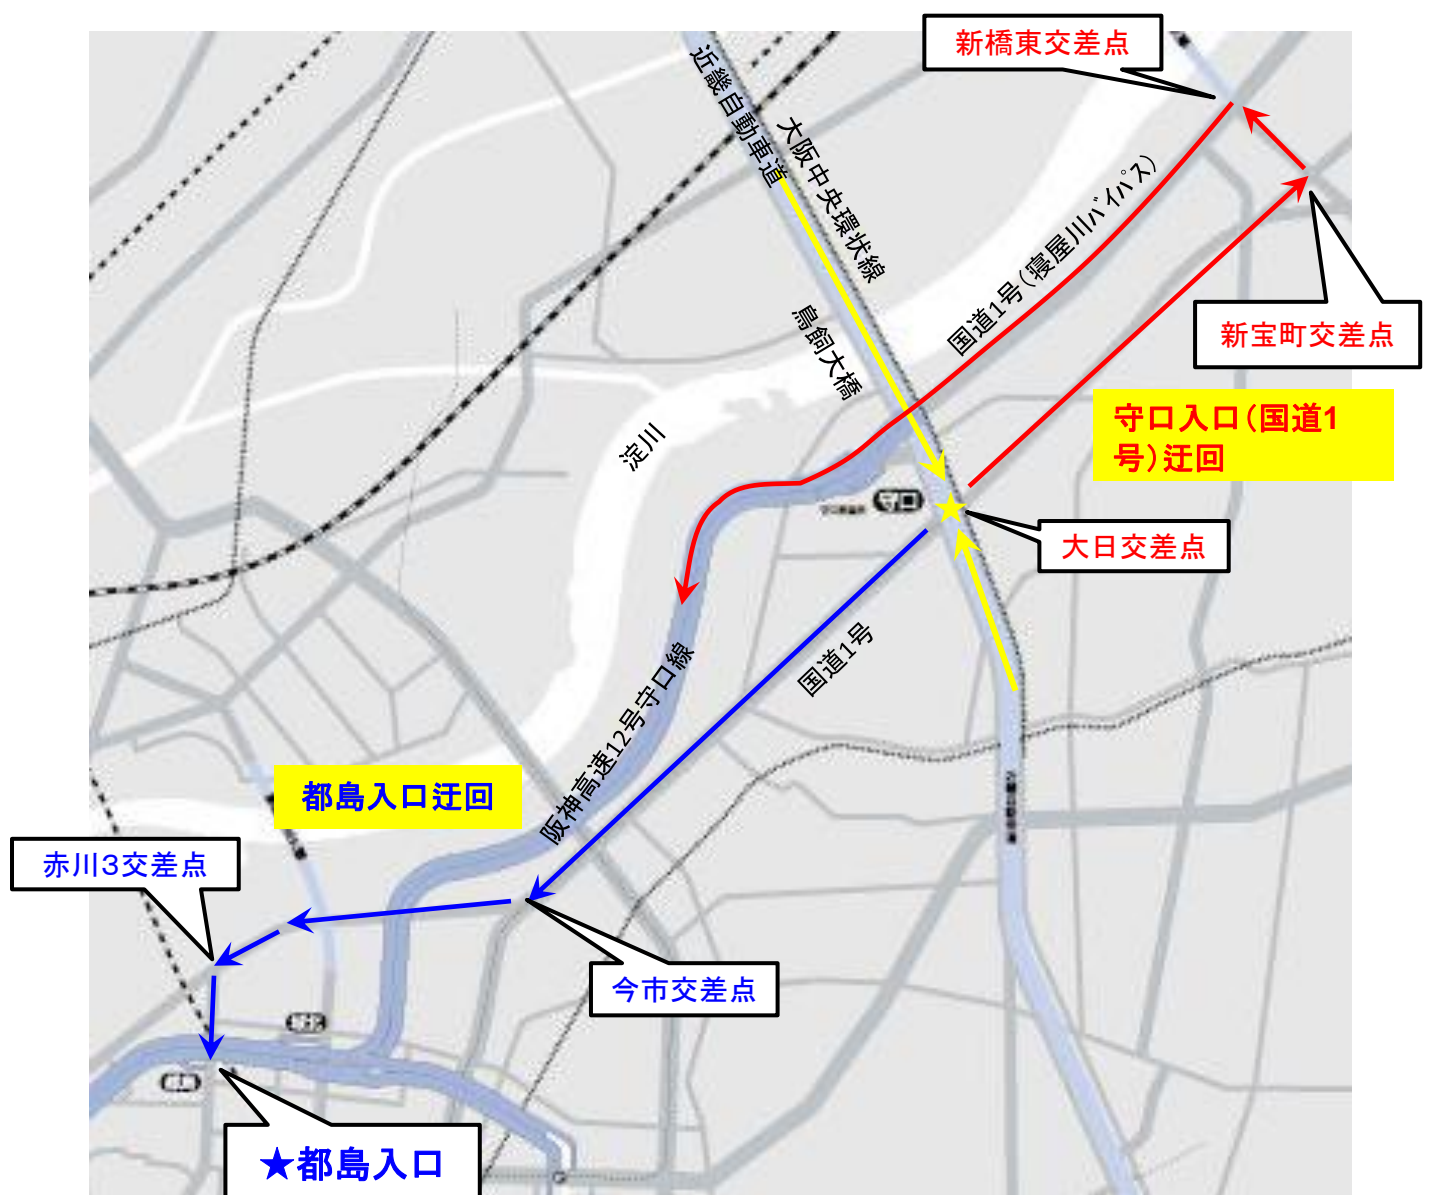 新橋東交差点
近畿自動車道
大阪中央環状線
国道1号(寝屋川バイパス)
新宝町交差点
鳥飼大橋
守口入口(国道1
号)迂回
淀川
守口
大日交差点
国道1号
阪神高速12号守口線
都島入口迂回
赤川3交差点
今市交差点
★都島入口